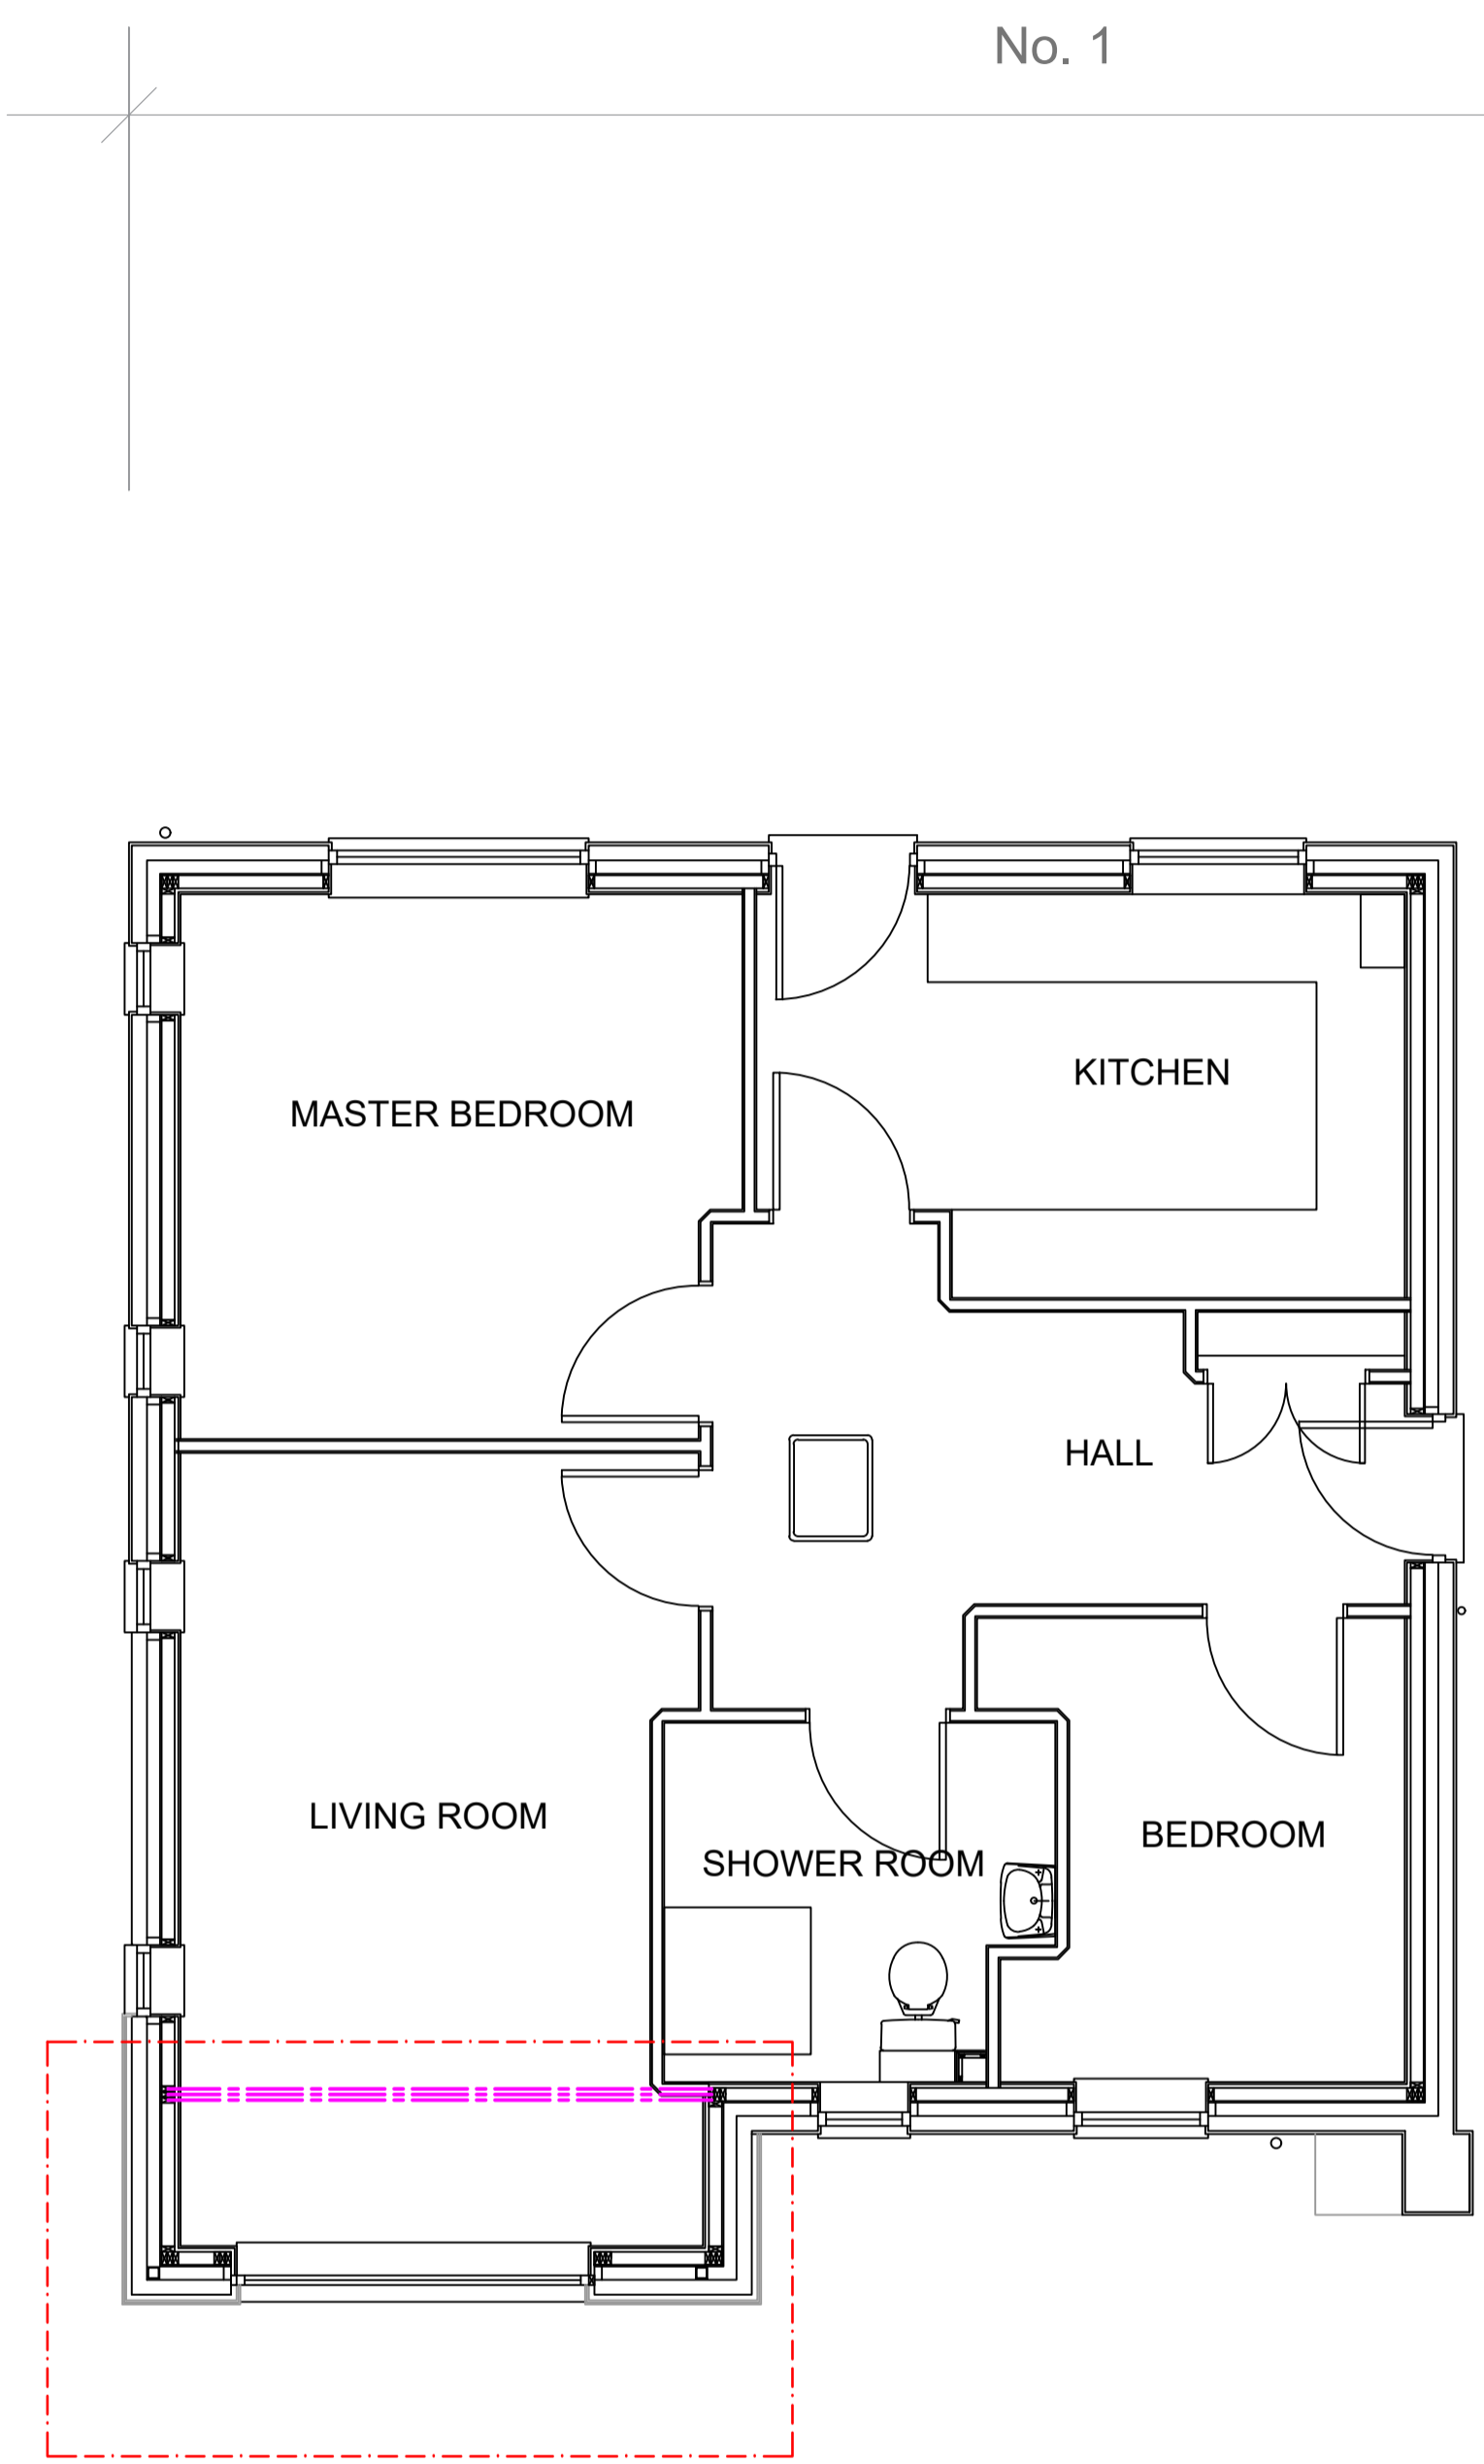 No. 1
KITCHEN
MASTER BEDROOM
HALL
LIVING ROOM
BEDROOM
SHOWER ROOM